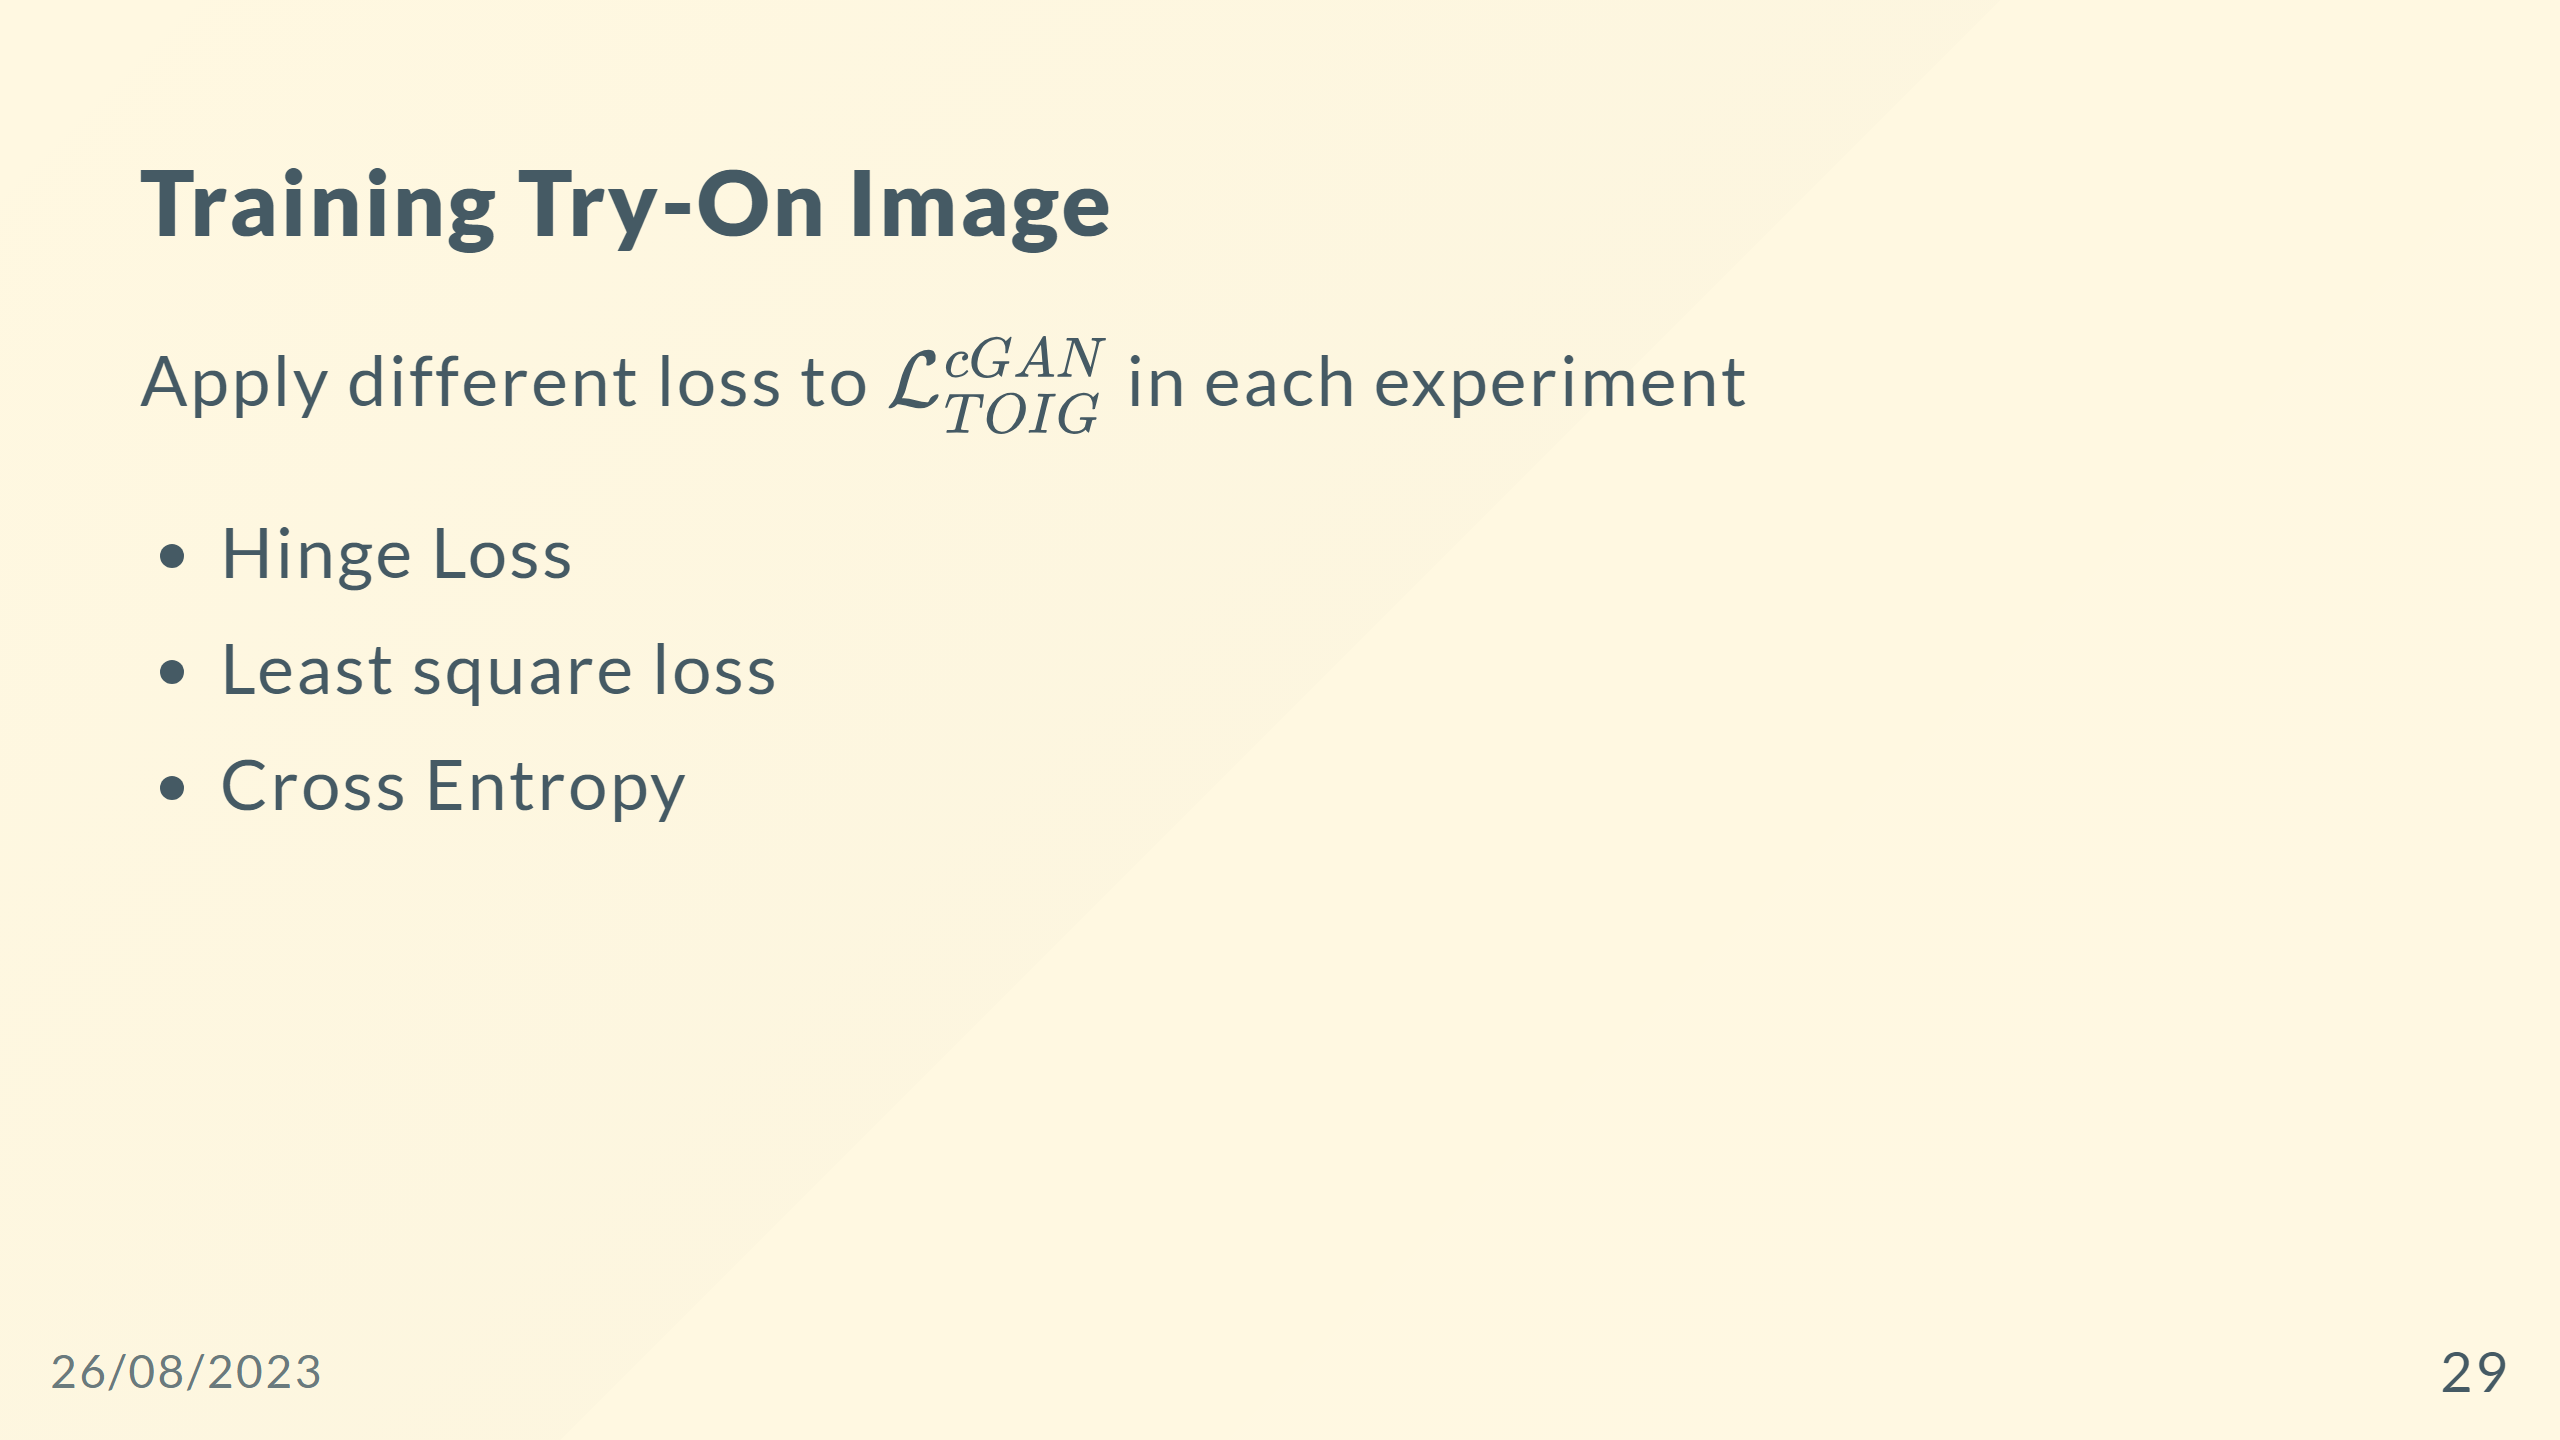 Training Try-On Image
Apply different loss to $\mathcal{L}_{TOIG}^{cGAN}$ in each experiment
• Hinge Loss
• Least square loss
• Cross Entropy
26/08/2023
29